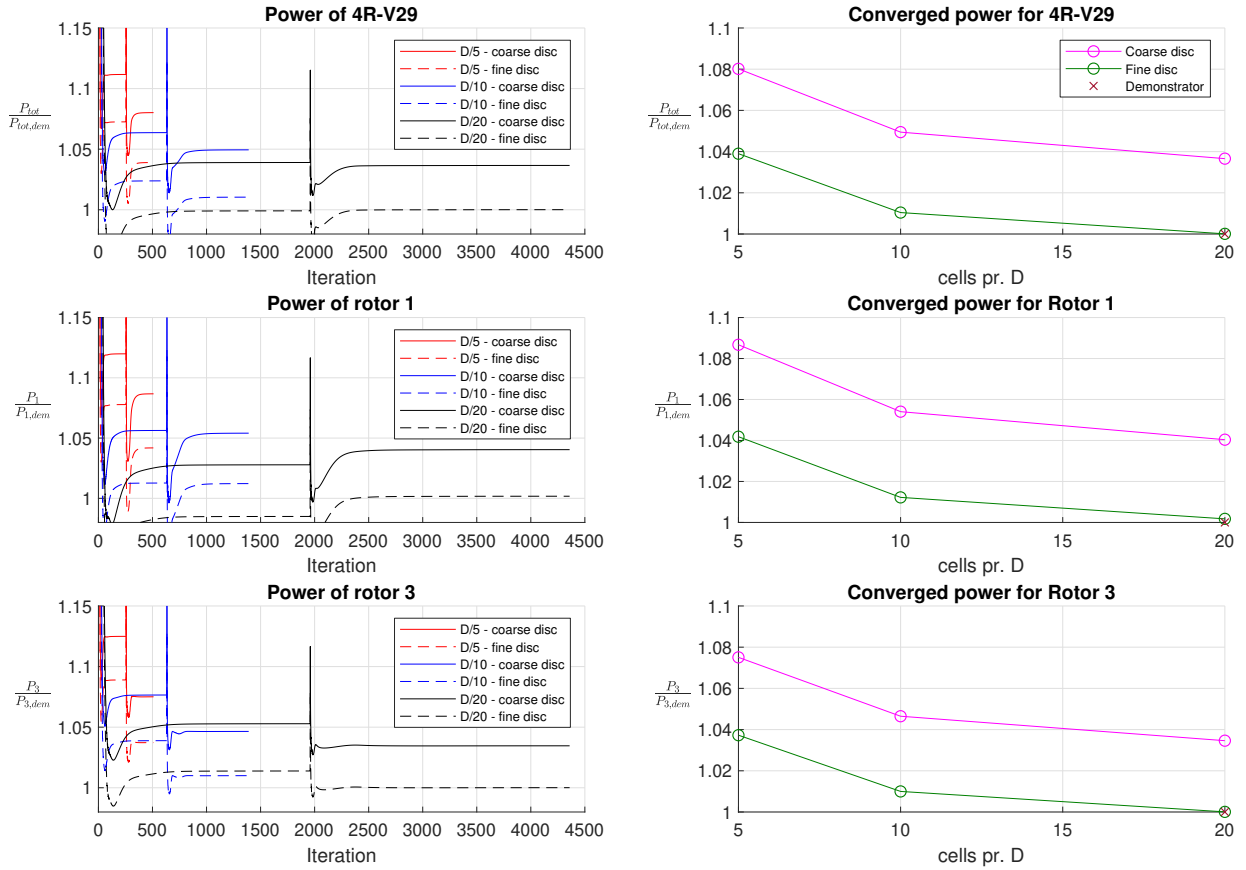 Power of 4R-V29
1.15
1.1
1.05
1
P_tot / P_tot,dem
D/5 - coarse disc
D/5 - fine disc
D/10 - coarse disc
D/10 - fine disc
D/20 - coarse disc
D/20 - fine disc
0 500 1000 1500 2000 2500 3000 3500 4000 4500
Iteration
Converged power for 4R-V29
1.1
1.08
1.06
1.04
1.02
1
P_tot / P_tot,dem
Coarse disc
Fine disc
Demonstrator
5 10 15 20
cells pr. D
Power of rotor 1
1.15
1.1
1.05
1
P_1 / P_1,dem
D/5 - coarse disc
D/5 - fine disc
D/10 - coarse disc
D/10 - fine disc
D/20 - coarse disc
D/20 - fine disc
0 500 1000 1500 2000 2500 3000 3500 4000 4500
Iteration
Converged power for Rotor 1
1.1
1.08
1.06
1.04
1.02
1
P_1 / P_1,dem
5 10 15 20
cells pr. D
Power of rotor 3
1.15
1.1
1.05
1
P_3 / P_3,dem
D/5 - coarse disc
D/5 - fine disc
D/10 - coarse disc
D/10 - fine disc
D/20 - coarse disc
D/20 - fine disc
0 500 1000 1500 2000 2500 3000 3500 4000 4500
Iteration
Converged power for Rotor 3
1.1
1.08
1.06
1.04
1.02
1
P_3 / P_3,dem
5 10 15 20
cells pr. D